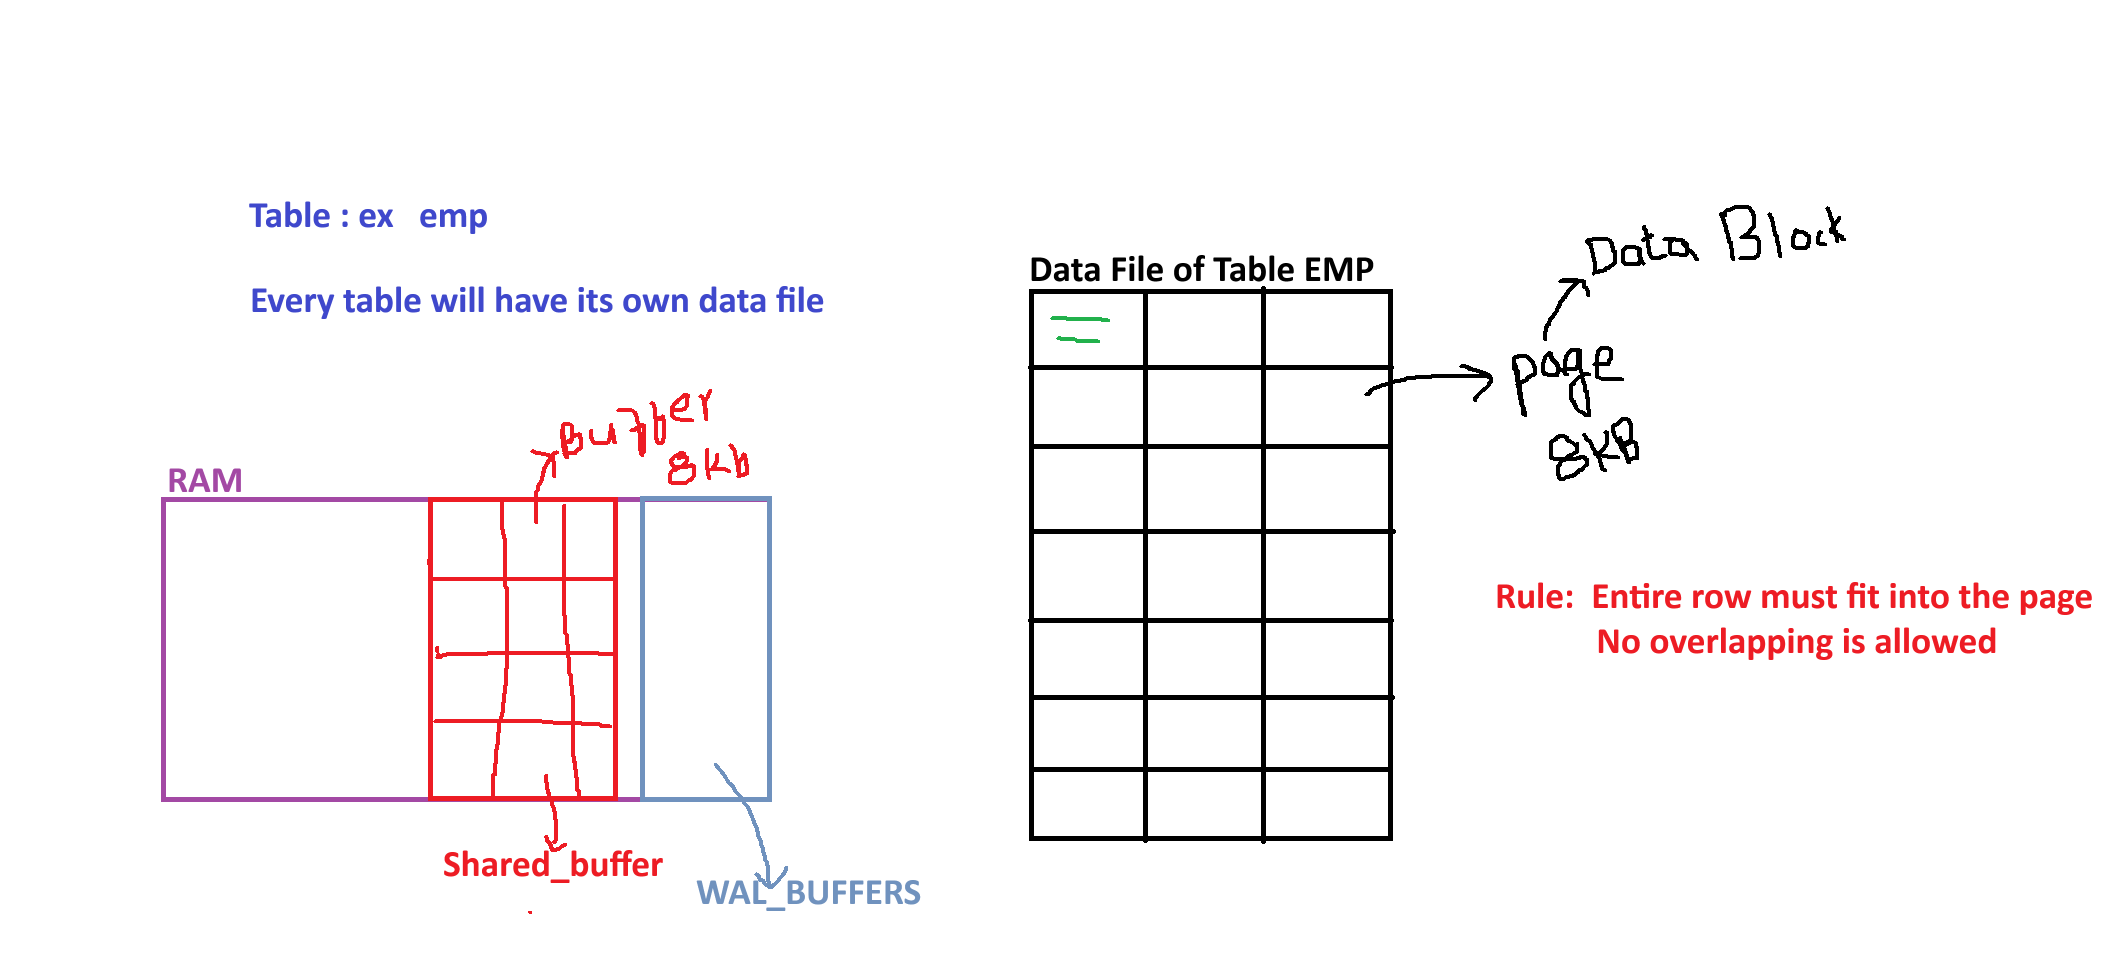 Table : ex   emp
Every table will have its own data file
RAM
Buffer
8kb
Shared_buffer
WAL_BUFFERS
Data File of Table EMP
Data Block
page
8KB
Rule:  Entire row must fit into the page
No overlapping is allowed